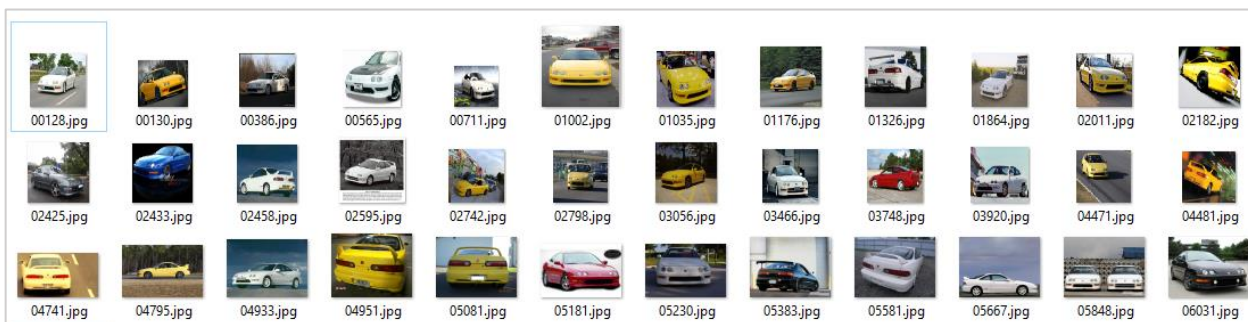 00128.jpg 00130.jpg 00386.jpg 00565.jpg 00711.jpg 01002.jpg 01035.jpg 01176.jpg 01326.jpg 01864.jpg 02011.jpg 02182.jpg
02425.jpg 02433.jpg 02458.jpg 02595.jpg 02742.jpg 02798.jpg 03056.jpg 03466.jpg 03748.jpg 03920.jpg 04471.jpg 04481.jpg
04741.jpg 04795.jpg 04933.jpg 04951.jpg 05081.jpg 05181.jpg 05230.jpg 05383.jpg 05581.jpg 05667.jpg 05848.jpg 06031.jpg